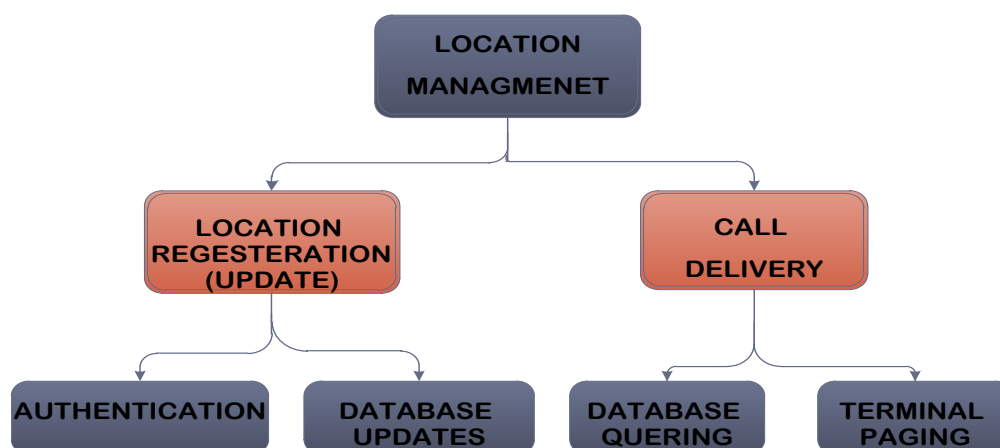 LOCATION
MANAGMENET
LOCATION
REGESTERATION
(UPDATE)
CALL
DELIVERY
AUTHENTICATION
DATABASE
UPDATES
DATABASE
QUERING
TERMINAL
PAGING